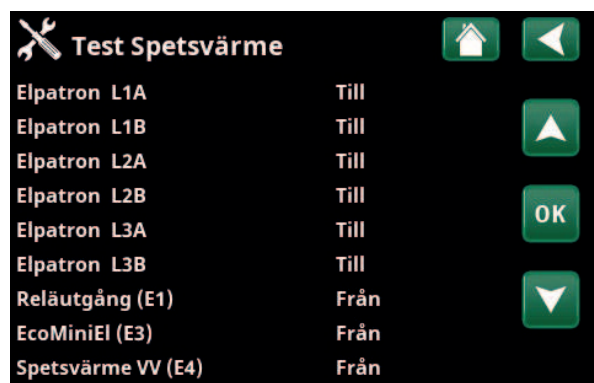 Test Spetsvärme
Elpatron L1A Till
Elpatron L1B Till
Elpatron L2A Till
Elpatron L2B Till
Elpatron L3A Till
OK
Elpatron L3B Till
Reläutgång (E1) Från
EcoMiniEl (E3) Från
Spetsvärme VV (E4) Från